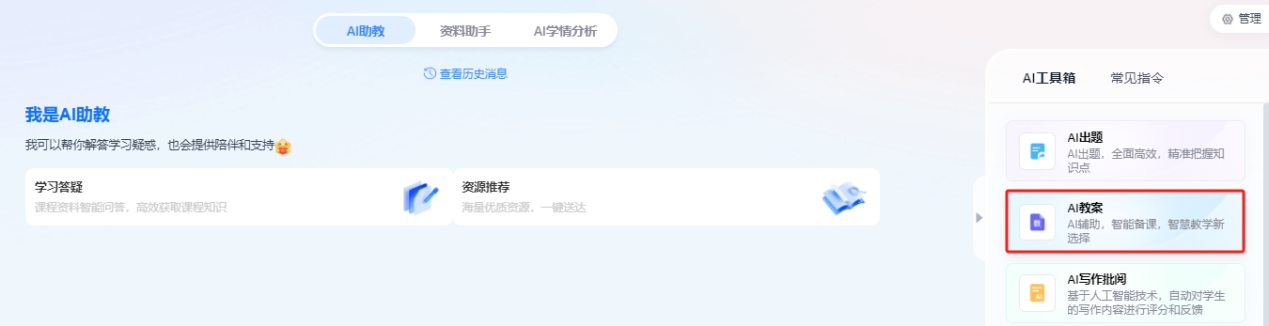 AI助教 资料助手 AI学情分析
管理
查看历史消息
AI工具箱 常见指令
我是AI助教
我可以帮你解答学习疑惑，也会提供陪伴和支持
学习答疑
课程资料智能问答，高效获取课程知识
资源推荐
海量优质资源，一键送达
AI出题
AI出题，全面高效，精准把握知
识点
AI教案
AI辅助，智能备课，智慧教学新
选择
AI写作批阅
基于人工智能技术，自动对学生
的写作内容进行评分和反馈